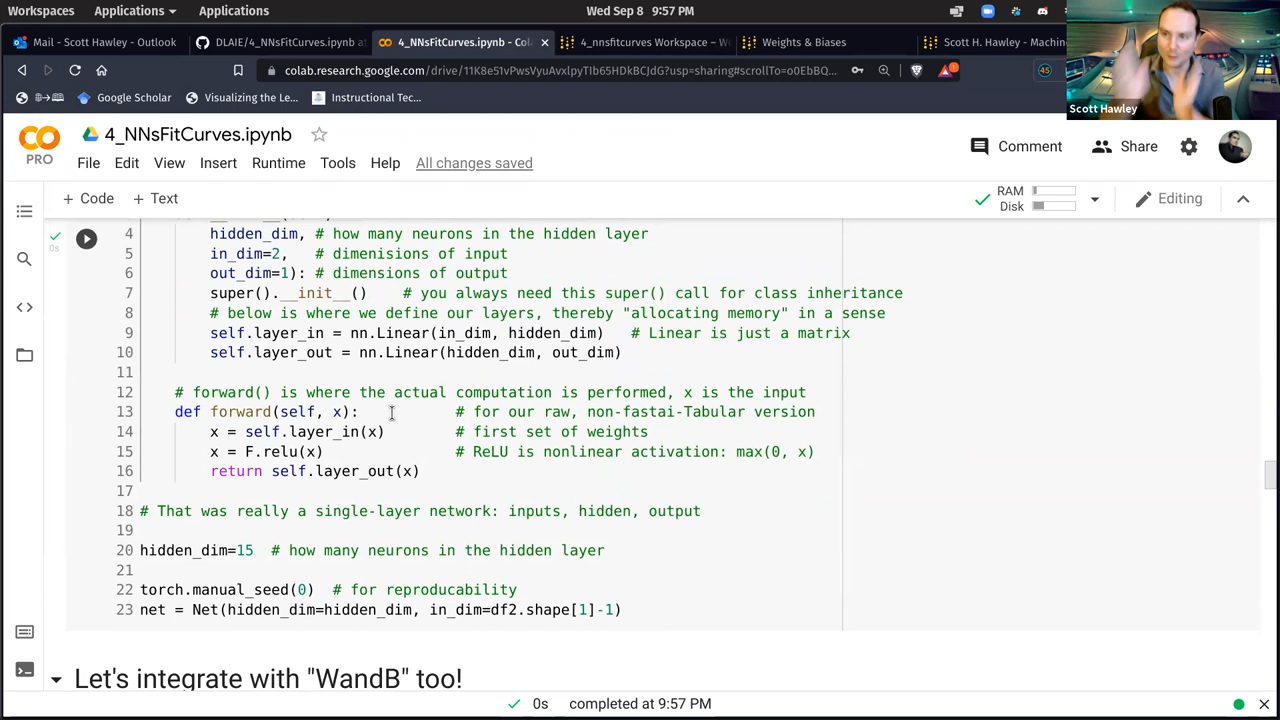 Workspaces Applications Applications Wed Sep 8 9:57 PM
Mail - Scott Hawley - Outlook DLAIE/4_NNsFitCurves.ipynb at 4_NNsFitCurves.ipynb - Col 4_nnsfitcurves Workspace – W Weights & Biases Scott H. Hawley - Machin
colab.research.google.com/drive/11K8e51vPwsVyuAvxlpyTIb65HDkBCJdG?usp=sharing#scrollTo=o0EbBQ... 45
Google Scholar Visualizing the Le... Instructional Tec...
Scott Hawley
4_NNsFitCurves.ipynb
PRO
File Edit View Insert Runtime Tools Help All changes saved
Comment Share
+ Code + Text
RAM
Disk
Editing
0s
4 hidden_dim, # how many neurons in the hidden layer
5 in_dim=2, # dimenisions of input
6 out_dim=1): # dimensions of output
7 super().__init__() # you always need this super() call for class inheritance
8 # below is where we define our layers, thereby "allocating memory" in a sense
9 self.layer_in = nn.Linear(in_dim, hidden_dim) # Linear is just a matrix
10 self.layer_out = nn.Linear(hidden_dim, out_dim)
11
12 # forward() is where the actual computation is performed, x is the input
13 def forward(self, x): # for our raw, non-fastai-Tabular version
14 x = self.layer_in(x) # first set of weights
15 x = F.relu(x) # ReLU is nonlinear activation: max(0, x)
16 return self.layer_out(x)
17
18 # That was really a single-layer network: inputs, hidden, output
19
20 hidden_dim=15 # how many neurons in the hidden layer
21
22 torch.manual_seed(0) # for reproducability
23 net = Net(hidden_dim=hidden_dim, in_dim=df2.shape[1]-1)
Let's integrate with "WandB" too!
0s completed at 9:57 PM